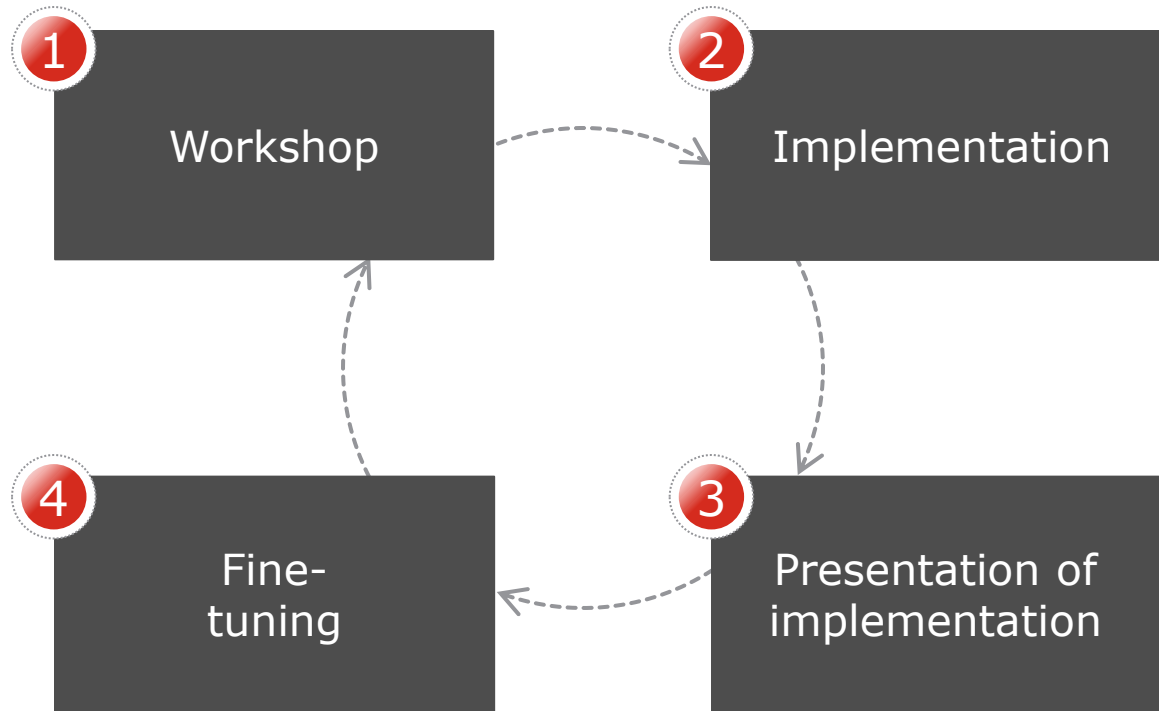 1
Workshop
2
Implementation
3
Presentation of
implementation
4
Fine-
tuning